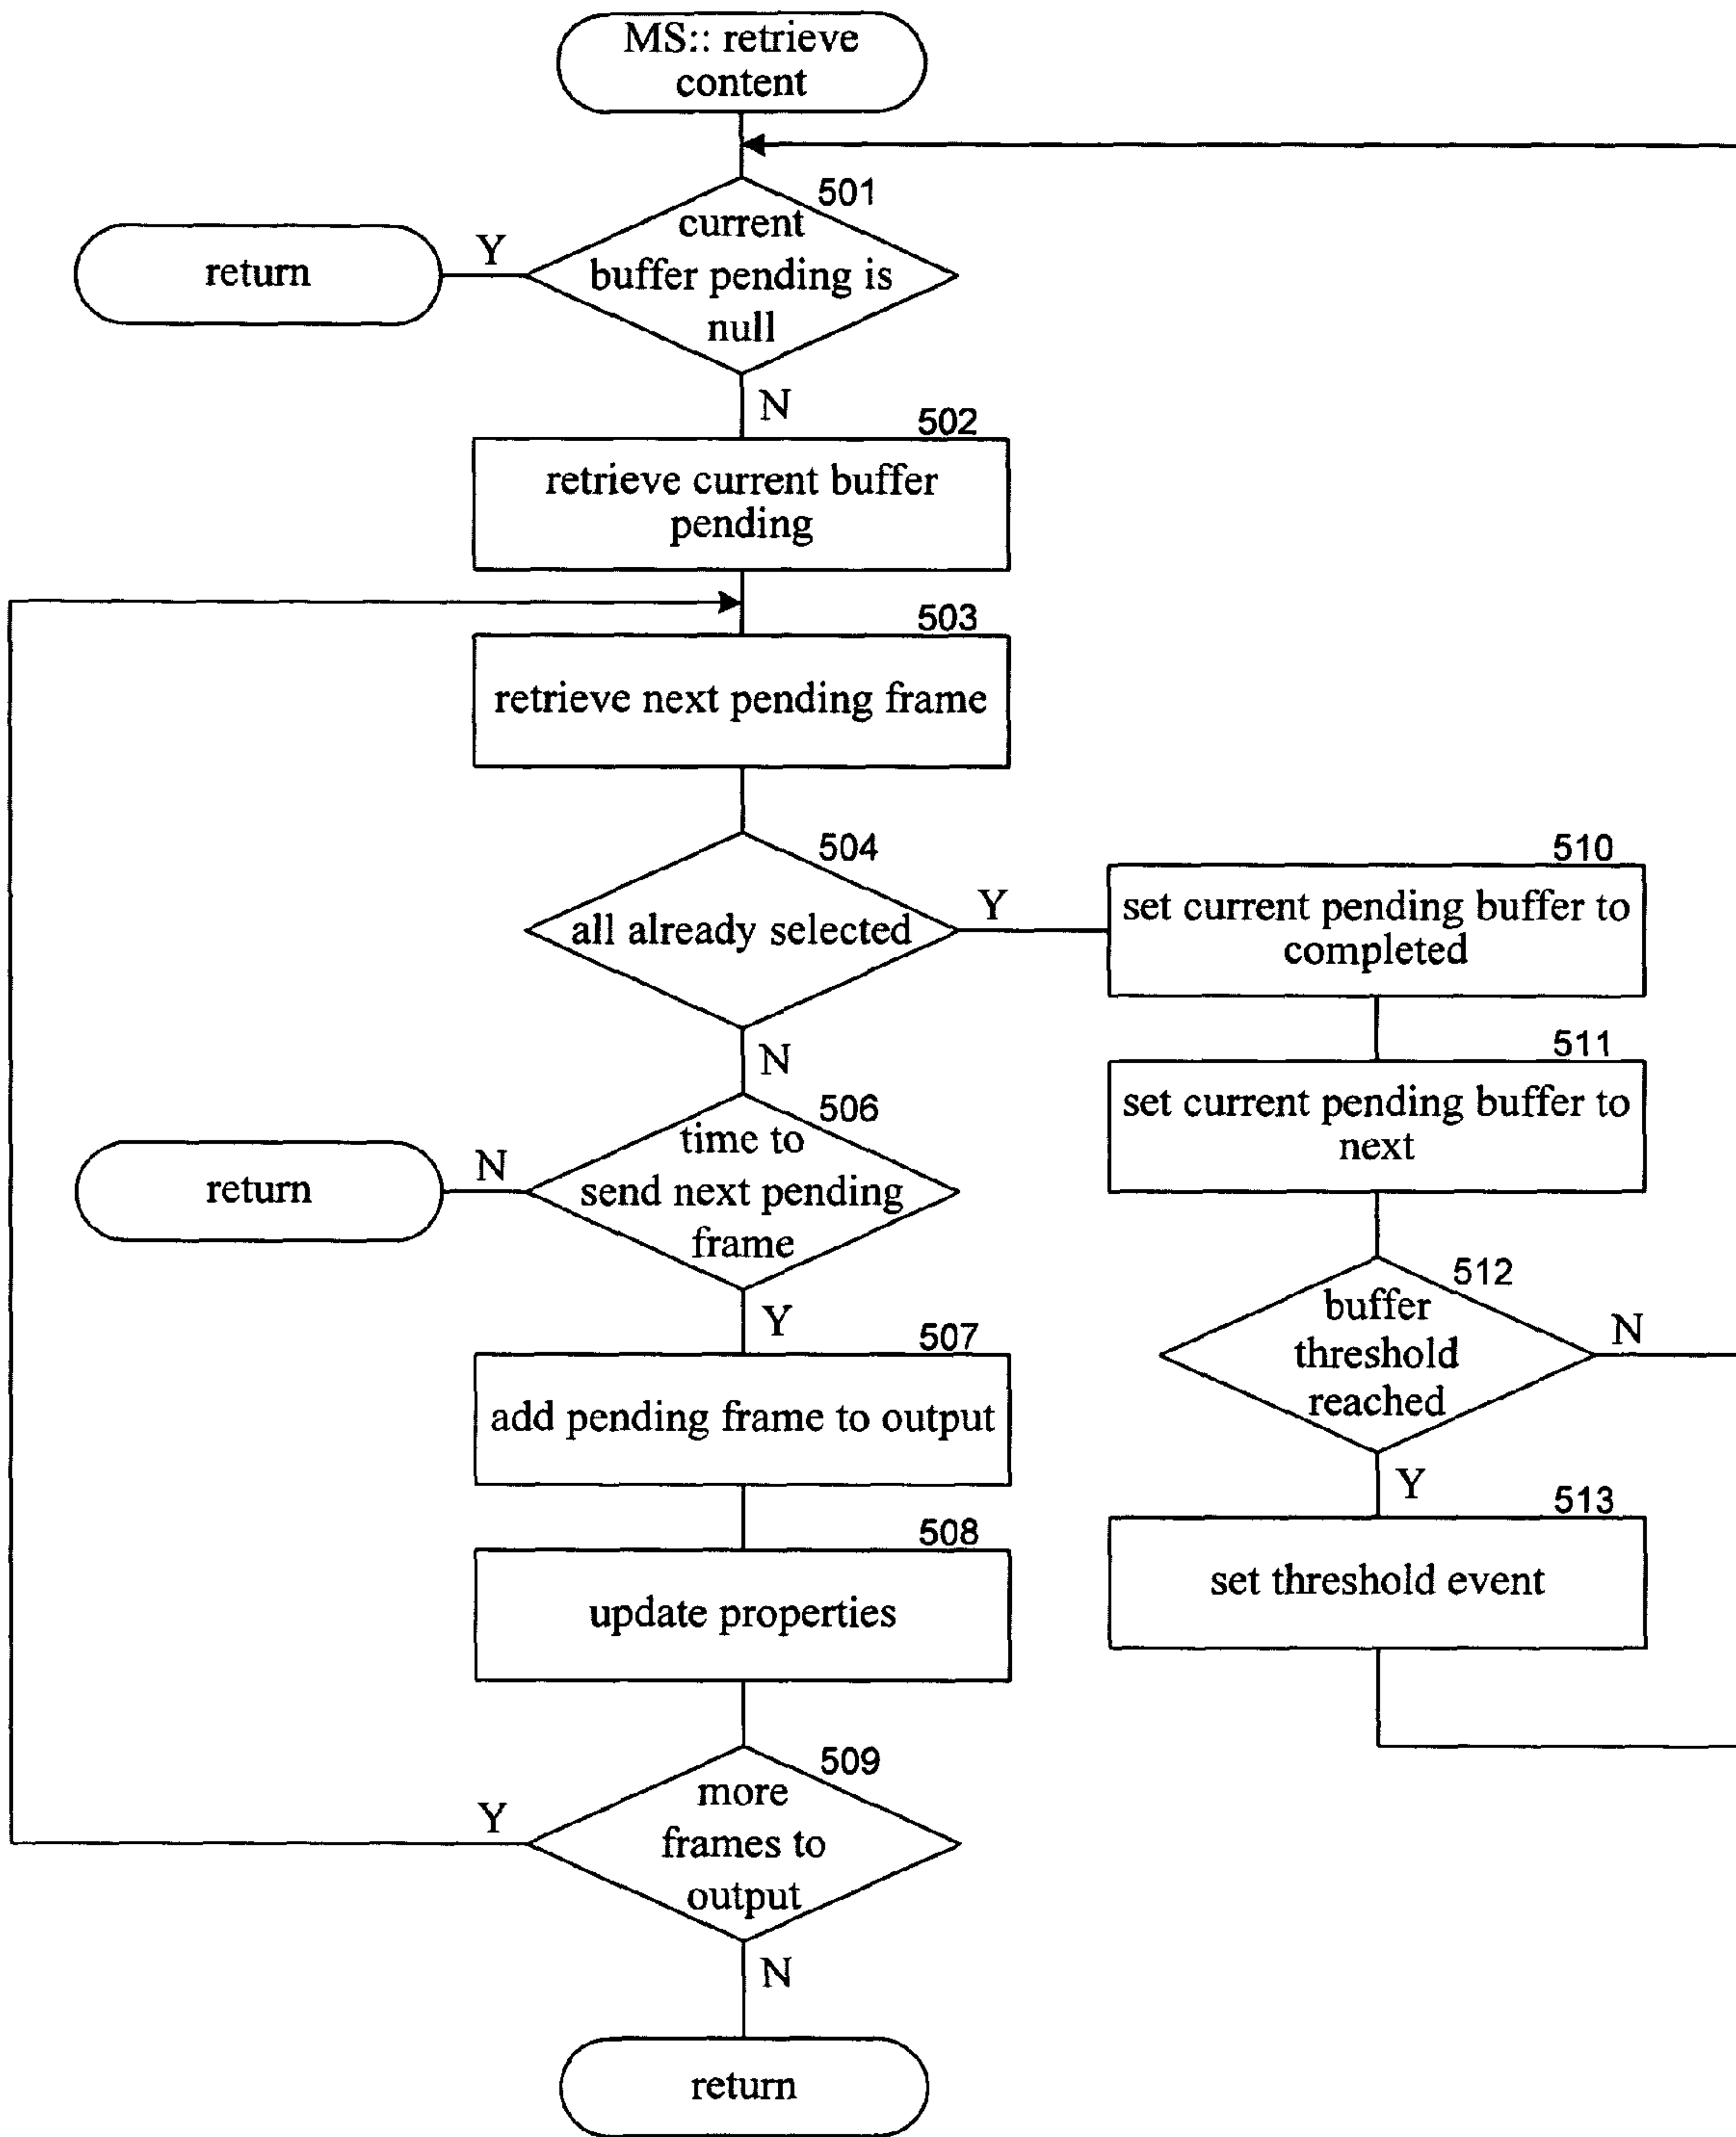 MS:: retrieve
content
501
current
buffer pending is
null
Y
return
N
502
retrieve current buffer
pending
503
retrieve next pending frame
504
all already selected
Y
N
510
set current pending buffer to
completed
511
set current pending buffer to
next
506
time to
send next pending
frame
N
return
Y
512
buffer
threshold
reached
N
Y
507
add pending frame to output
513
set threshold event
508
update properties
509
more
frames to
output
Y
N
return